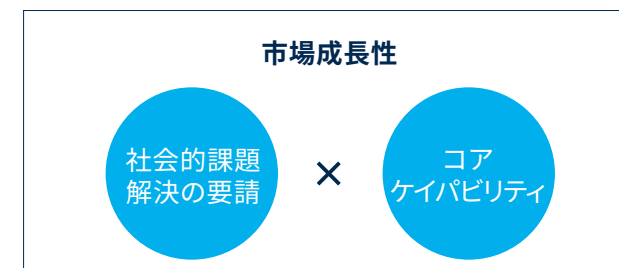 市場成長性
社会的課題
解決の要請
×
コア
ケイパビリティ